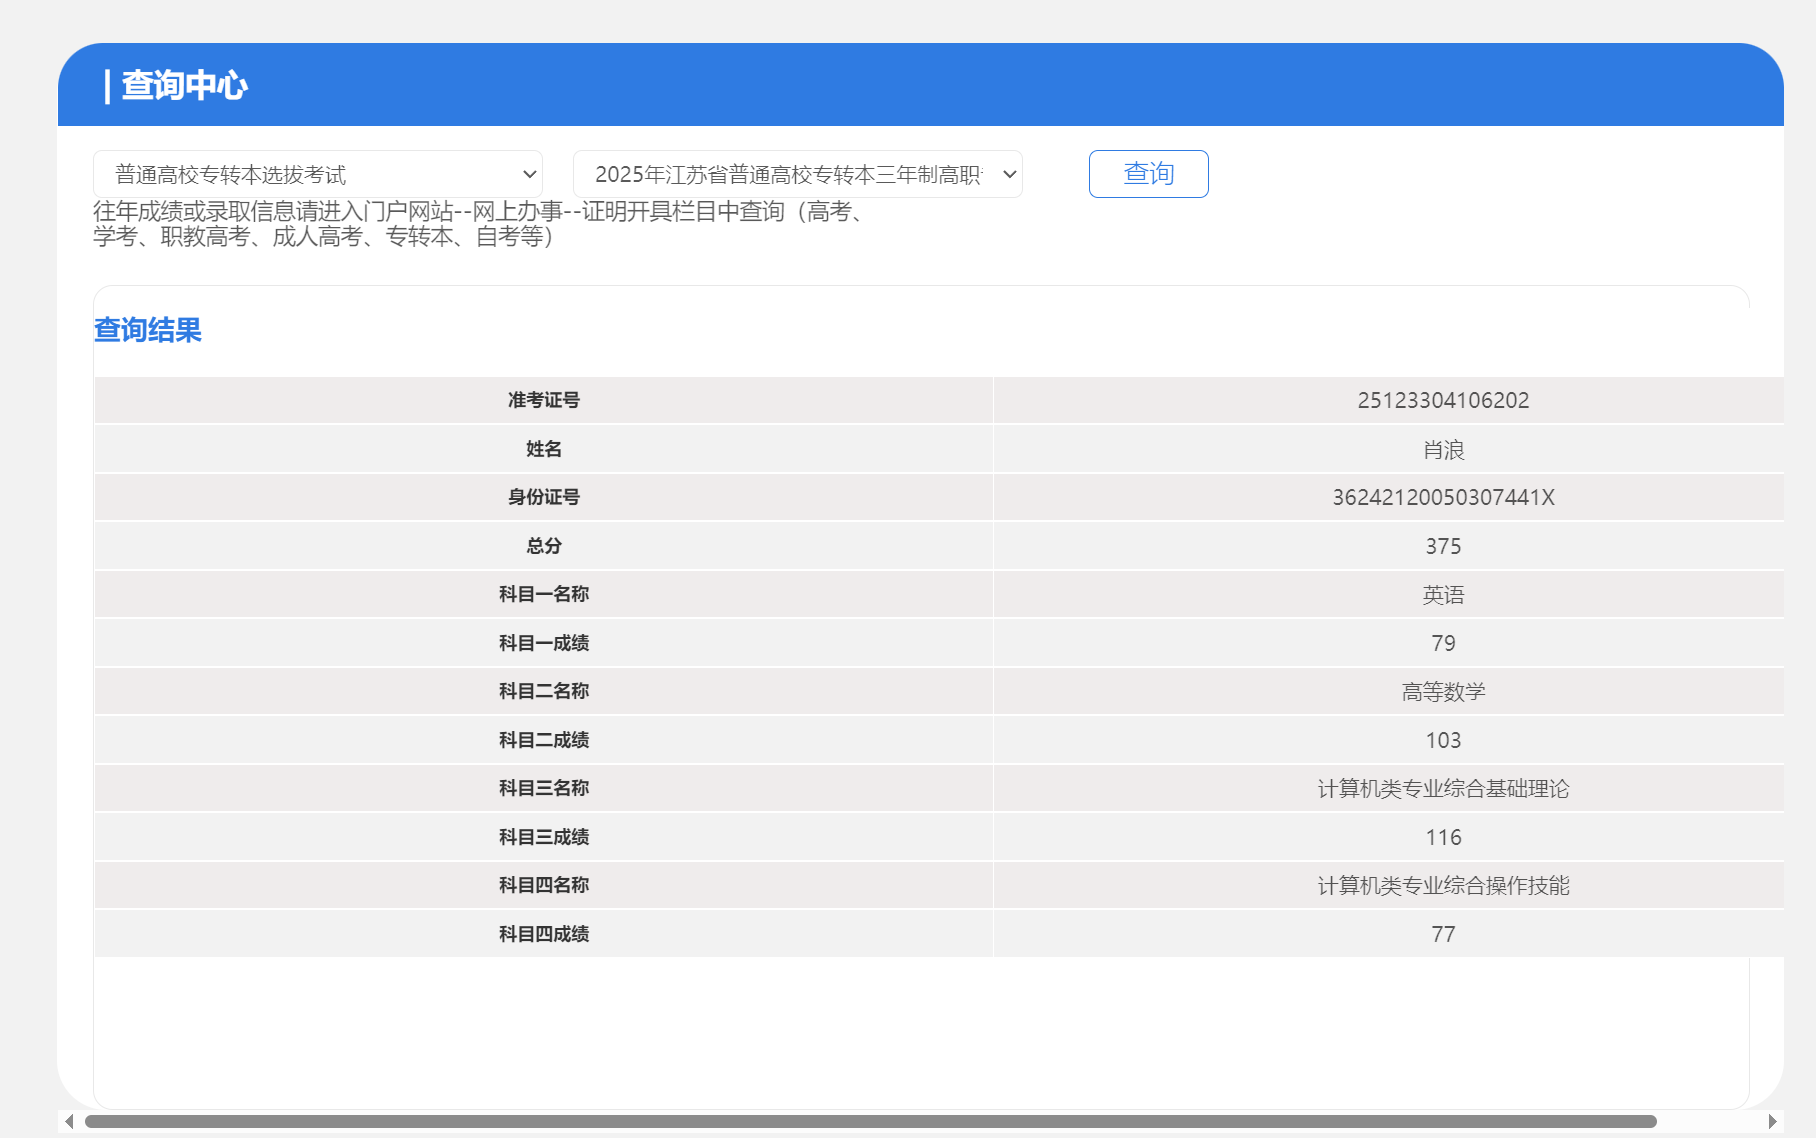 查询中心
普通高校专转本选拔考试 2025年江苏省普通高校专转本三年制高职 查询
往年成绩或录取信息请进入门户网站--网上办事--证明开具栏目中查询（高考、
学考、职教高考、成人高考、专转本、自考等）
查询结果
准考证号 25123304106202
姓名 肖浪
身份证号 36242120050307441X
总分 375
科目一名称 英语
科目一成绩 79
科目二名称 高等数学
科目二成绩 103
科目三名称 计算机类专业综合基础理论
科目三成绩 116
科目四名称 计算机类专业综合操作技能
科目四成绩 77